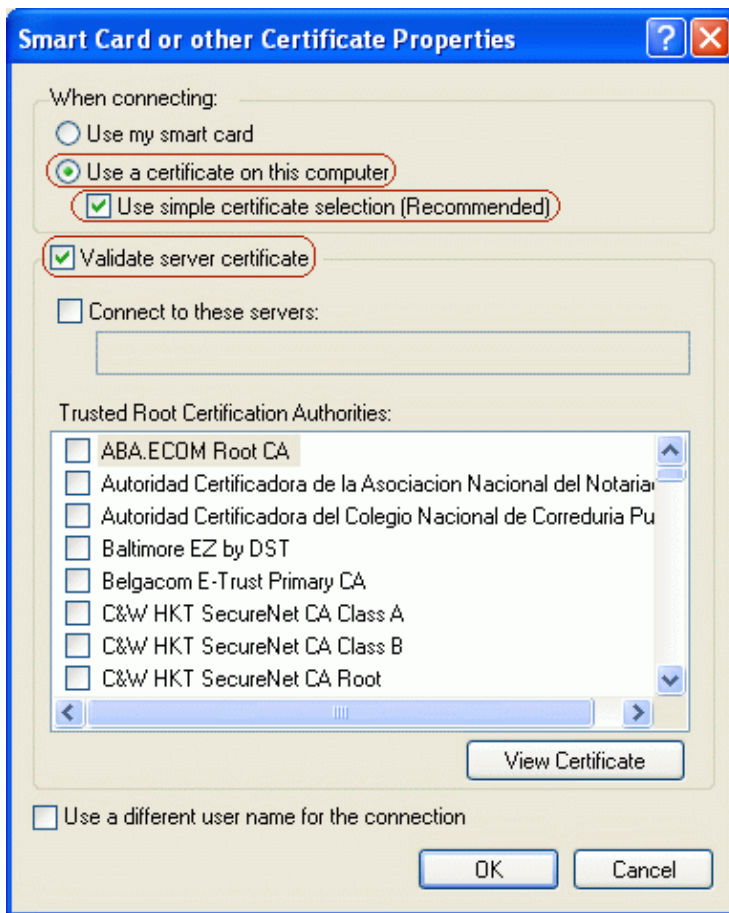 Smart Card or other Certificate Properties
When connecting:
Use my smart card
Use a certificate on this computer
Use simple certificate selection (Recommended)
Validate server certificate
Connect to these servers:
Trusted Root Certification Authorities:
ABA.ECOM Root CA
Autoridad Certificadora de la Asociacion Nacional del Notaria
Autoridad Certificadora del Colegio Nacional de Correduria Pu
Baltimore EZ by DST
Belgacom E-Trust Primary CA
C&W HKT SecureNet CA Class A
C&W HKT SecureNet CA Class B
C&W HKT SecureNet CA Root
View Certificate
Use a different user name for the connection
OK Cancel